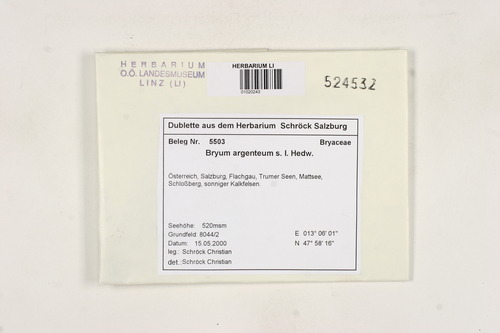 HERBARIUM
O.Ö. LANDESMUSEUM
LINZ (LI)
HERBARIUM LI
01020243
524532
Dublette aus dem Herbarium Schröck Salzburg
Beleg Nr. 5503 Bryaceae
Bryum argenteum s. l. Hedw.
Österreich, Salzburg, Flachgau, Trumer Seen, Mattsee,
Schloßberg, sonniger Kalkfelsen.
Seehöhe: 520msm
Grundfeld: 8044/2 E 013° 06' 01"
Datum: 15.05.2000 N 47° 58' 16"
leg.: Schröck Christian
det.: Schröck Christian